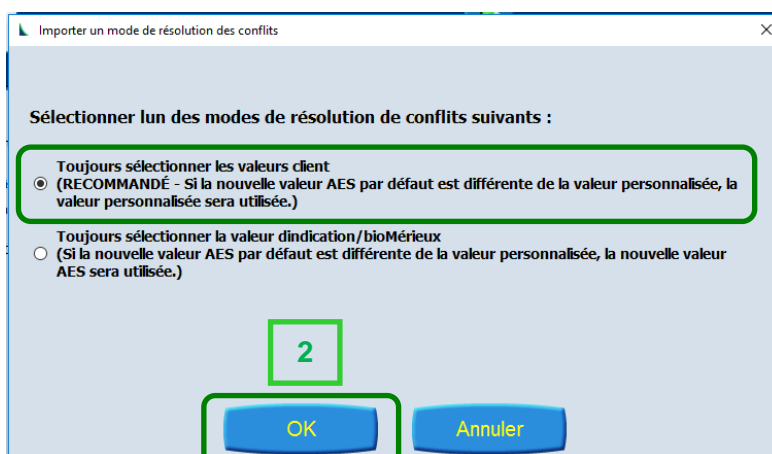 Importer un mode de résolution des conflits
Sélectionner lun des modes de résolution de conflits suivants :
Toujours sélectionner les valeurs client
(RECOMMANDÉ - Si la nouvelle valeur AES par défaut est différente de la valeur personnalisée, la
valeur personnalisée sera utilisée.)
Toujours sélectionner la valeur dindication/bioMérieux
(Si la nouvelle valeur AES par défaut est différente de la valeur personnalisée, la nouvelle valeur
AES sera utilisée.)
2
OK Annuler